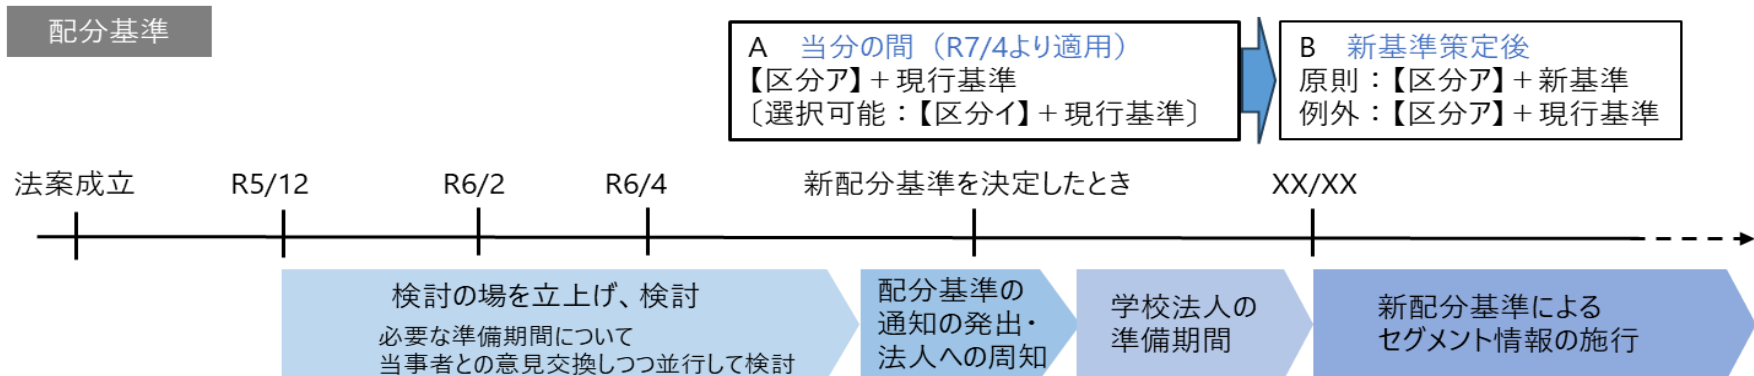 配分基準
A 当分の間（R7/4より適用）
【区分ア】＋現行基準
〔選択可能：【区分イ】＋現行基準〕
B 新基準策定後
原則：【区分ア】＋新基準
例外：【区分ア】＋現行基準
法案成立 R5/12 R6/2 R6/4 新配分基準を決定したとき XX/XX
検討の場を立上げ、検討
必要な準備期間について
当事者との意見交換しつつ並行して検討
配分基準の
通知の発出・
法人への周知
学校法人の
準備期間
新配分基準による
セグメント情報の施行